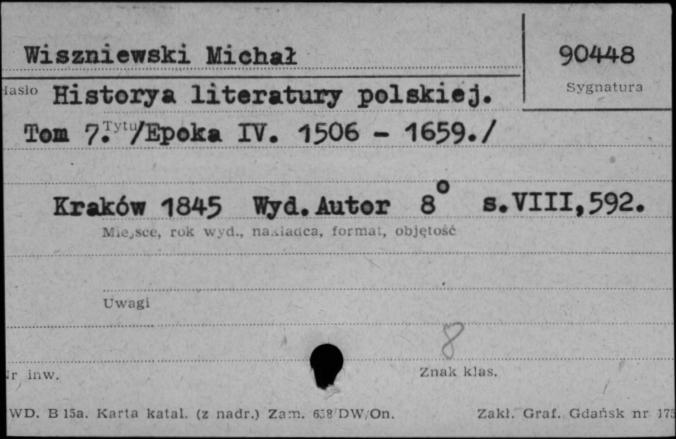 Wiszniewski Michał
90448
Sygnatura
Historya literatury polskiej.
Tom 7. Tytuł /Epoka IV. 1506 - 1659./
Kraków 1845 Wyd. Autor 8° s. VIII, 592.
Miejsce, rok wyd., nakładca, format, objętość
Uwagi
8
inw.
Znak klas.
WD. B 15a. Karta katal. (z nadr.) Zam. 638/DW/On.
Zakł. Graf. Gdańsk nr 175